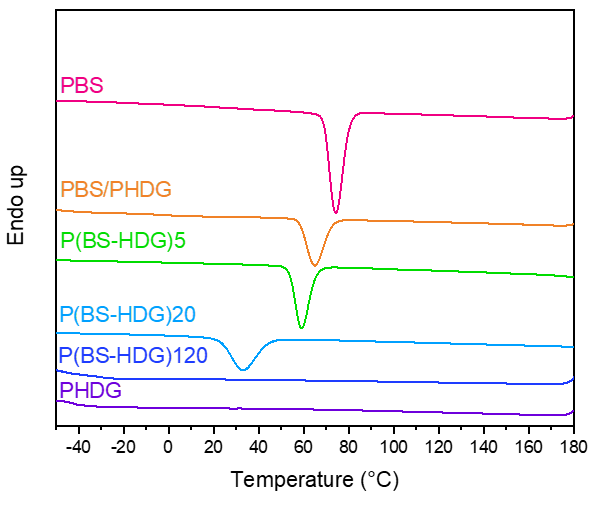 PBS
PBS/PHDG
P(BS-HDG)5
P(BS-HDG)20
P(BS-HDG)120
PHDG
Endo up
-40 -20 0 20 40 60 80 100 120 140 160 180
Temperature (°C)